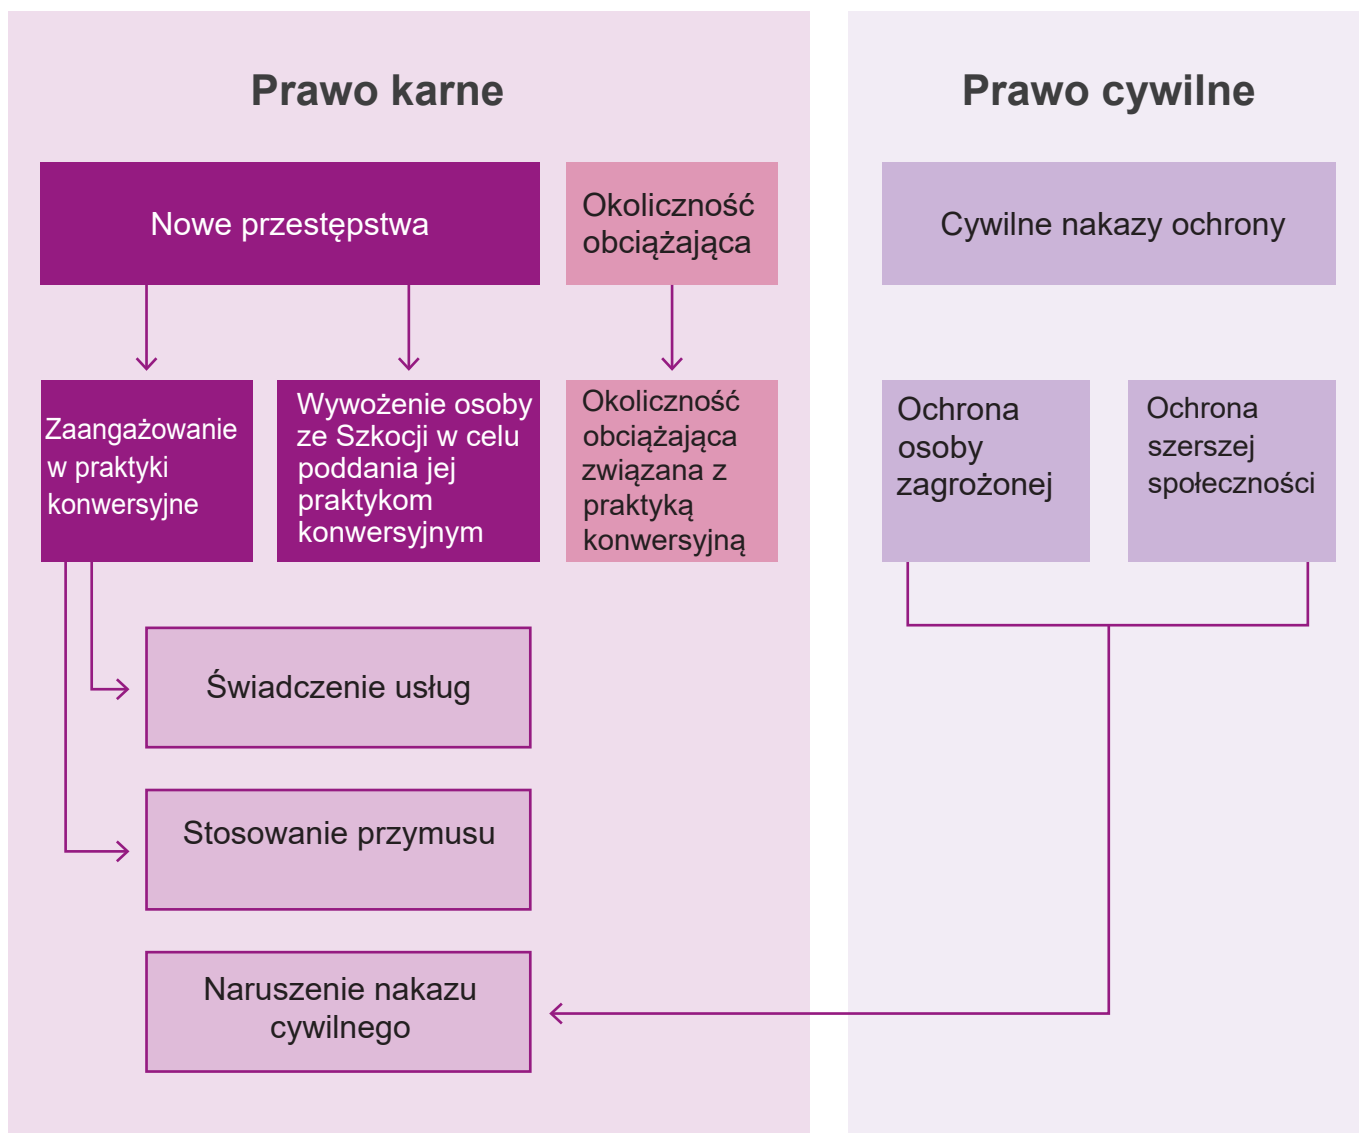 Prawo karne
Nowe przestępstwa
Okoliczność
obciążająca
Zaangażowanie
w praktyki
konwersyjne
Wywożenie osoby
ze Szkocji w celu
poddania jej
praktykom
konwersyjnym
Okoliczność
obciążająca
związana z
praktyką
konwersyjną
Świadczenie usług
Stosowanie przymusu
Naruszenie nakazu
cywilnego
Prawo cywilne
Cywilne nakazy ochrony
Ochrona
osoby
zagrożonej
Ochrona
szerszej
społeczności